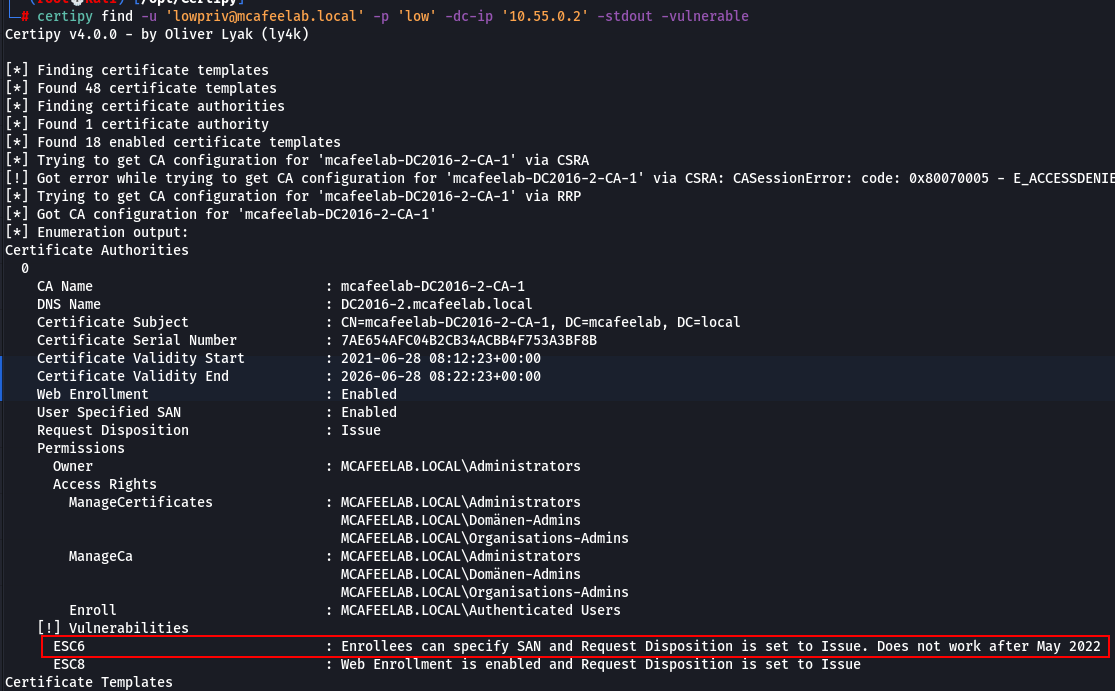 (root㉿kali) [/opt/Certipy]
# certipy find -u 'lowpriv@mcafeelab.local' -p 'low' -dc-ip '10.55.0.2' -stdout -vulnerable
Certipy v4.0.0 - by Oliver Lyak (ly4k)
[*] Finding certificate templates
[*] Found 48 certificate templates
[*] Finding certificate authorities
[*] Found 1 certificate authority
[*] Found 18 enabled certificate templates
[*] Trying to get CA configuration for 'mcafeelab-DC2016-2-CA-1' via CSRA
[!] Got error while trying to get CA configuration for 'mcafeelab-DC2016-2-CA-1' via CSRA: CASessionError: code: 0x80070005 - E_ACCESSDENIE
[*] Trying to get CA configuration for 'mcafeelab-DC2016-2-CA-1' via RRP
[*] Got CA configuration for 'mcafeelab-DC2016-2-CA-1'
[*] Enumeration output:
Certificate Authorities
0
CA Name : mcafeelab-DC2016-2-CA-1
DNS Name : DC2016-2.mcafeelab.local
Certificate Subject : CN=mcafeelab-DC2016-2-CA-1, DC=mcafeelab, DC=local
Certificate Serial Number : 7AE654AFC04B2CB34ACBB4F753A3BF8B
Certificate Validity Start : 2021-06-28 08:12:23+00:00
Certificate Validity End : 2026-06-28 08:22:23+00:00
Web Enrollment : Enabled
User Specified SAN : Enabled
Request Disposition : Issue
Permissions
Owner : MCAFEELAB.LOCAL\Administrators
Access Rights
ManageCertificates : MCAFEELAB.LOCAL\Administrators
MCAFEELAB.LOCAL\Domänen-Admins
MCAFEELAB.LOCAL\Organisations-Admins
ManageCa : MCAFEELAB.LOCAL\Administrators
MCAFEELAB.LOCAL\Domänen-Admins
MCAFEELAB.LOCAL\Organisations-Admins
Enroll : MCAFEELAB.LOCAL\Authenticated Users
[!] Vulnerabilities
ESC6 : Enrollees can specify SAN and Request Disposition is set to Issue. Does not work after May 2022
ESC8 : Web Enrollment is enabled and Request Disposition is set to Issue
Certificate Templates